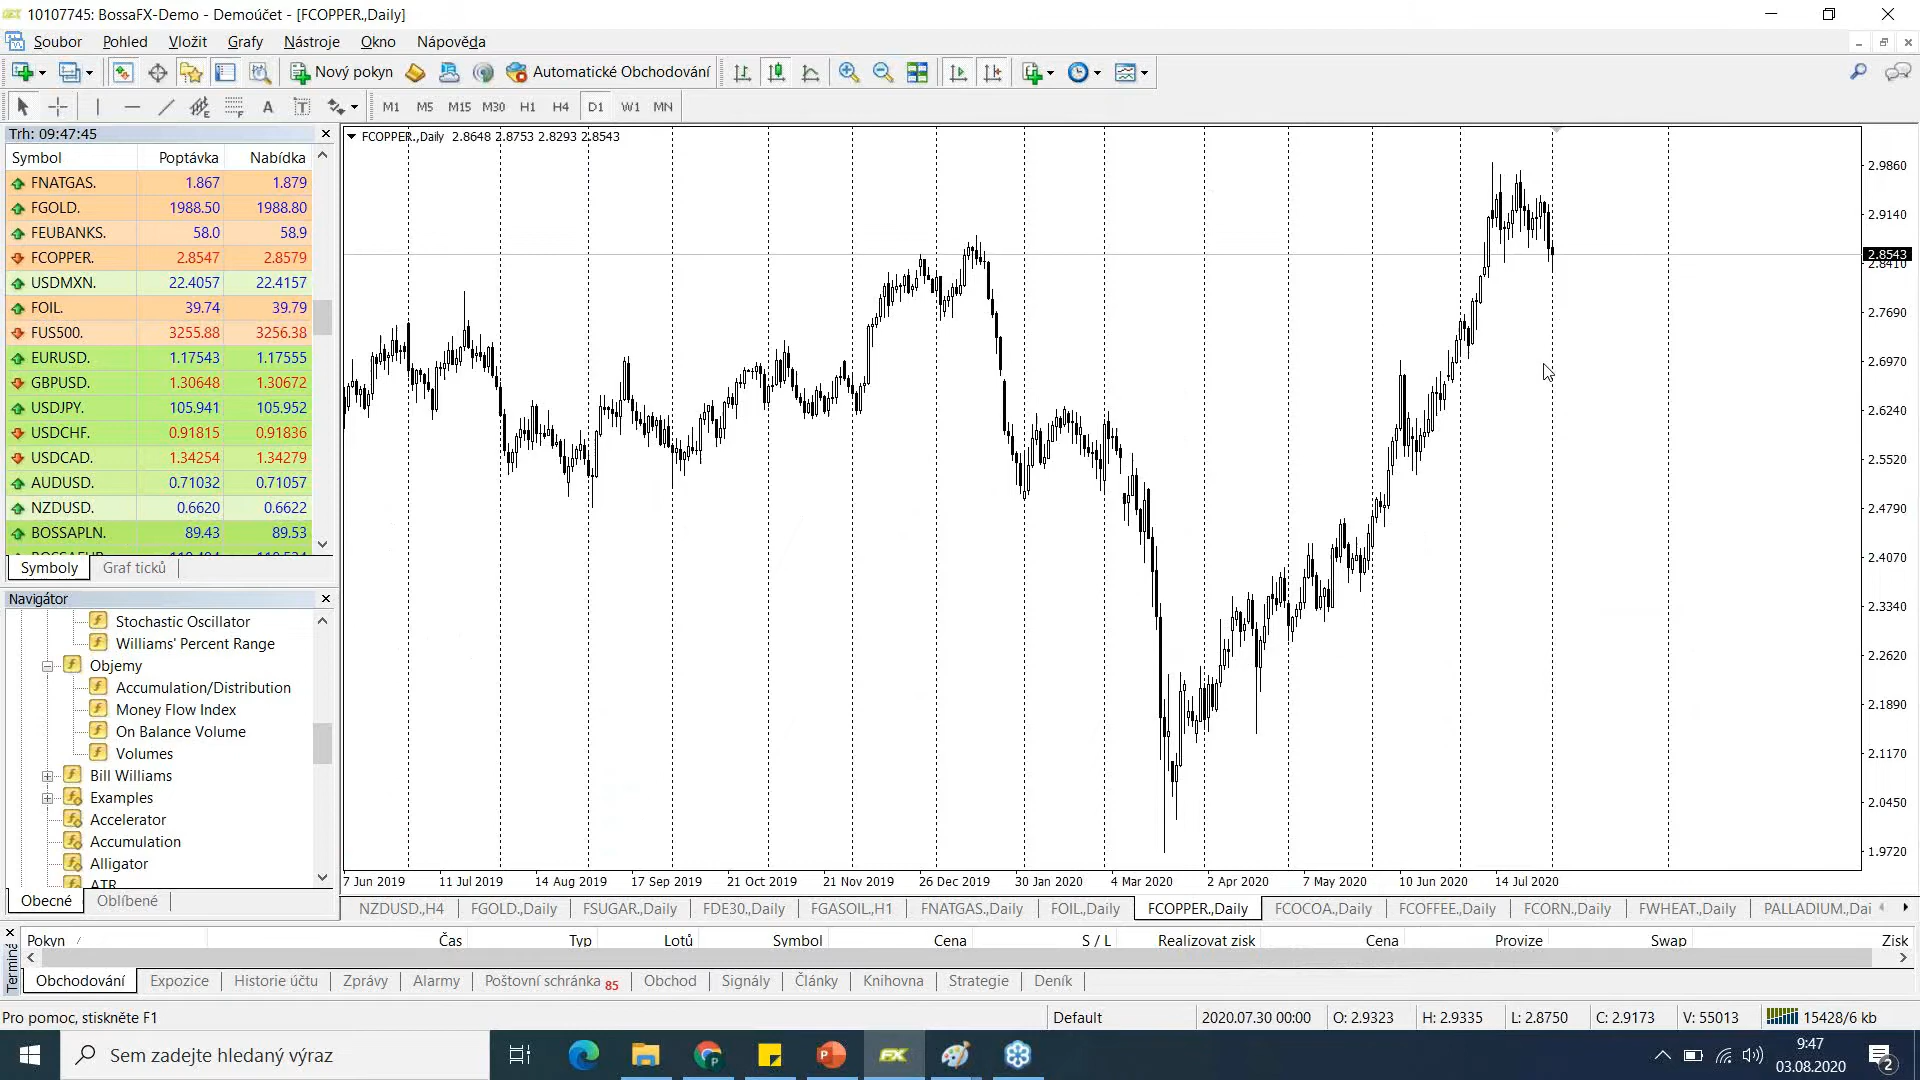 10107745: BossaFX-Demo - Demoúčet - [FCOPPER.,Daily]
Soubor Pohled Vložit Grafy Nástroje Okno Nápověda
Nový pokyn Automatické Obchodování
A T M1 M5 M15 M30 H1 H4 D1 W1 MN
Trh: 09:47:45
Symbol Poptávka Nabídka
FNATGAS. 1.867 1.879
FGOLD. 1988.50 1988.80
FEUBANKS. 58.0 58.9
FCOPPER. 2.8547 2.8579
USDMXN. 22.4057 22.4157
FOIL. 39.74 39.79
FUS500. 3255.88 3256.38
EURUSD. 1.17543 1.17555
GBPUSD. 1.30648 1.30672
USDJPY. 105.941 105.952
USDCHF. 0.91815 0.91836
USDCAD. 1.34254 1.34279
AUDUSD. 0.71032 0.71057
NZDUSD. 0.6620 0.6622
BOSSAPLN. 89.43 89.53
Symboly Graf ticků
Navigátor
Stochastic Oscillator
Williams' Percent Range
Objemy
Accumulation/Distribution
Money Flow Index
On Balance Volume
Volumes
Bill Williams
Examples
Accelerator
Accumulation
Alligator
ATR
Obecné Oblíbené
FCOPPER.,Daily 2.8648 2.8753 2.8293 2.8543
2.9860
2.9140
2.8543
2.8410
2.7690
2.6970
2.6240
2.5520
2.4790
2.4070
2.3340
2.2620
2.1890
2.1170
2.0450
1.9720
7 Jun 2019 11 Jul 2019 14 Aug 2019 17 Sep 2019 21 Oct 2019 21 Nov 2019 26 Dec 2019 30 Jan 2020 4 Mar 2020 2 Apr 2020 7 May 2020 10 Jun 2020 14 Jul 2020
NZDUSD.,H4 FGOLD.,Daily FSUGAR.,Daily FDE30.,Daily FGASOIL.,H1 FNATGAS.,Daily FOIL.,Daily FCOPPER.,Daily FCOCOA.,Daily FCOFFEE.,Daily FCORN.,Daily FWHEAT.,Daily PALLADIUM.,Dai
Pokyn / Čas Typ Lotů Symbol Cena S / L Realizovat zisk Cena Provize Swap Zisk
Terminá
Obchodování Expozice Historie účtu Zprávy Alarmy Poštovní schránka 85 Obchod Signály Články Knihovna Strategie Deník
Pro pomoc, stiskněte F1 Default 2020.07.30 00:00 O: 2.9323 H: 2.9335 L: 2.8750 C: 2.9173 V: 55013 15428/6 kb
Sem zadejte hledaný výraz
9:47
03.08.2020
2